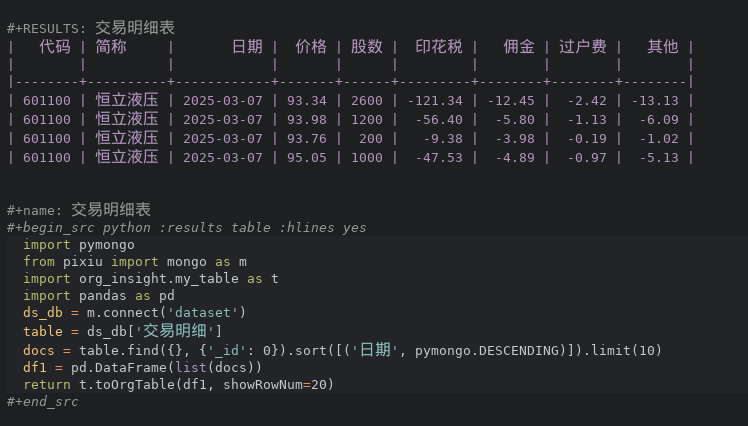 #+RESULTS: 交易明细表
|   代码 | 简称     |       日期 |  价格 | 股数 |  印花税 |   佣金 | 过户费 |   其他 |
|        |          |            |       |      |         |        |        |        |
|--------+----------+------------+-------+------+---------+--------+--------+--------|
| 601100 | 恒立液压 | 2025-03-07 | 93.34 | 2600 | -121.34 | -12.45 |  -2.42 | -13.13 |
| 601100 | 恒立液压 | 2025-03-07 | 93.98 | 1200 |  -56.40 |  -5.80 |  -1.13 |  -6.09 |
| 601100 | 恒立液压 | 2025-03-07 | 93.76 |  200 |   -9.38 |  -3.98 |  -0.19 |  -1.02 |
| 601100 | 恒立液压 | 2025-03-07 | 95.05 | 1000 |  -47.53 |  -4.89 |  -0.97 |  -5.13 |
#+name: 交易明细表
#+begin_src python :results table :hlines yes
  import pymongo
  from pixiu import mongo as m
  import org_insight.my_table as t
  import pandas as pd
  ds_db = m.connect('dataset')
  table = ds_db['交易明细']
  docs = table.find({}, {'_id': 0}).sort([('日期', pymongo.DESCENDING)]).limit(10)
  df1 = pd.DataFrame(list(docs))
  return t.toOrgTable(df1, showRowNum=20)
#+end_src